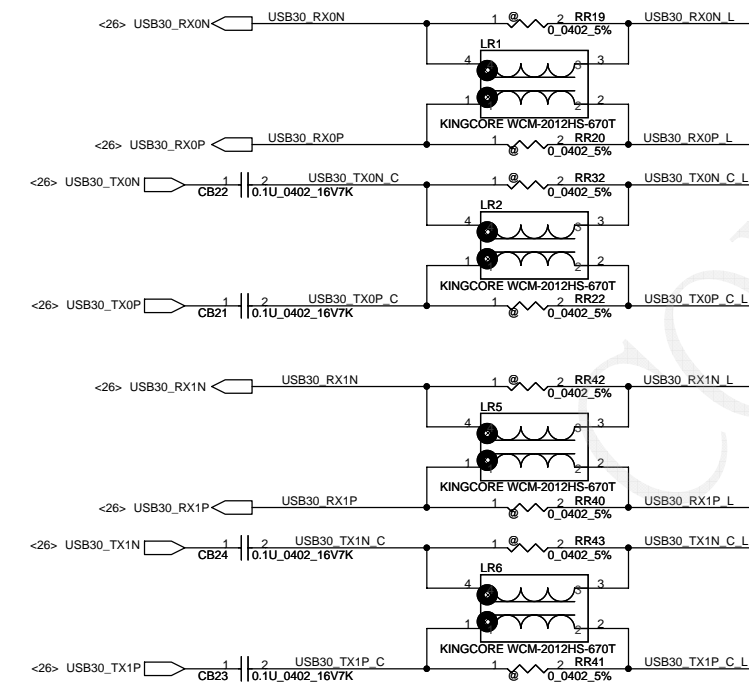 <26> USB30_RX0N USB30_RX0N 1 @ 2 RR19 USB30_RX0N_L
0_0402_5%
LR1
4 3 3
1 2 2
KINGCORE WCM-2012HS-670T
<26> USB30_RX0P USB30_RX0P 1 2 RR20 USB30_RX0P_L
@ 0_0402_5%
<26> USB30_TX0N 1 2 USB30_TX0N_C 1 @ 2 RR32 USB30_TX0N_C_L
CB22 0.1U_0402_16V7K 0_0402_5%
LR2
4 3 3
1 2 2
KINGCORE WCM-2012HS-670T
<26> USB30_TX0P 1 2 USB30_TX0P_C 1 2 RR22 USB30_TX0P_C_L
CB21 0.1U_0402_16V7K @ 0_0402_5%
<26> USB30_RX1N USB30_RX1N 1 @ 2 RR42 USB30_RX1N_L
0_0402_5%
LR5
4 3 3
1 2 2
KINGCORE WCM-2012HS-670T
<26> USB30_RX1P USB30_RX1P 1 2 RR40 USB30_RX1P_L
@ 0_0402_5%
<26> USB30_TX1N 1 2 USB30_TX1N_C 1 @ 2 RR43 USB30_TX1N_C_L
CB24 0.1U_0402_16V7K 0_0402_5%
LR6
4 3 3
1 2 2
KINGCORE WCM-2012HS-670T
<26> USB30_TX1P 1 2 USB30_TX1P_C 1 2 RR41 USB30_TX1P_C_L
CB23 0.1U_0402_16V7K @ 0_0402_5%